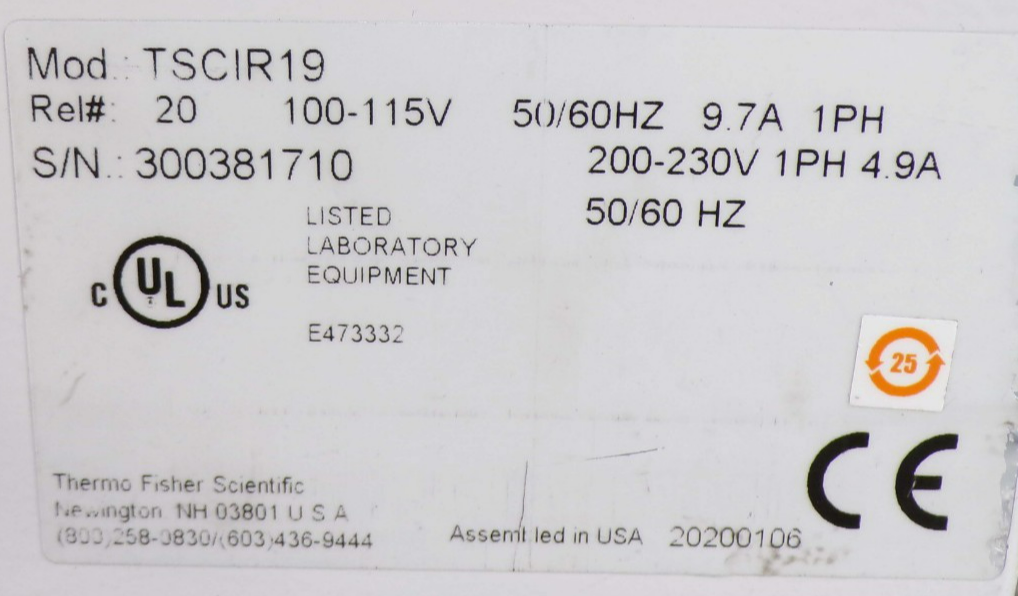 Mod.: TSCIR19
Rel#: 20 100-115V 50/60HZ 9.7A 1PH
S/N.: 300381710 200-230V 1PH 4.9A
50/60 HZ
LISTED
LABORATORY
EQUIPMENT
E473332
C UL US
25
CE
Thermo Fisher Scientific
Newington NH 03801 U S A
(800)258-0830/(603)436-9444
Assembled in USA 20200106